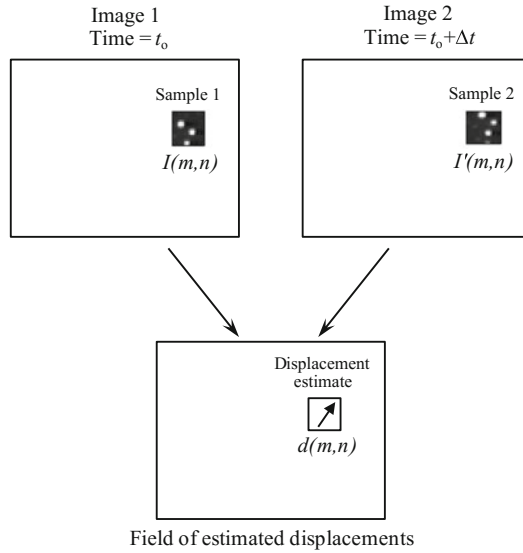 Image 1
Time = tₒ
Image 2
Time = tₒ+Δt
Sample 1
I(m,n)
Sample 2
I'(m,n)
Displacement
estimate
d(m,n)
Field of estimated displacements